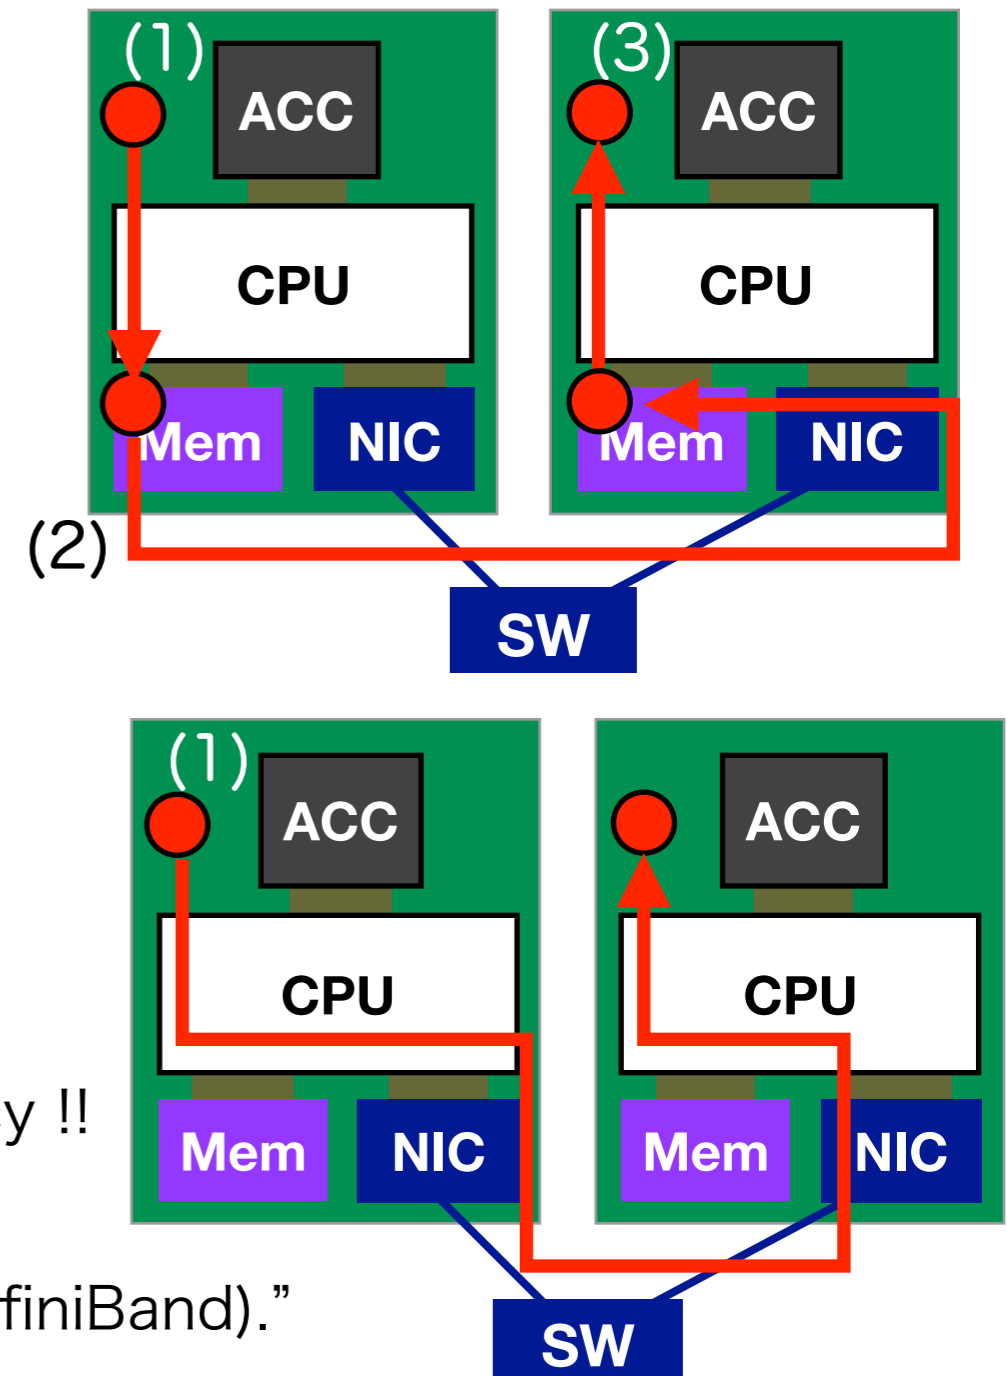 (1) (3)
ACC ACC
CPU CPU
Mem NIC Mem NIC
(2)
SW
(1)
ACC ACC
CPU CPU
y !!
Mem NIC Mem NIC
finiBand).”
SW